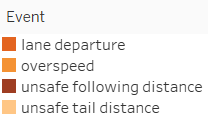 Event
lane departure
overspeed
unsafe following distance
unsafe tail distance